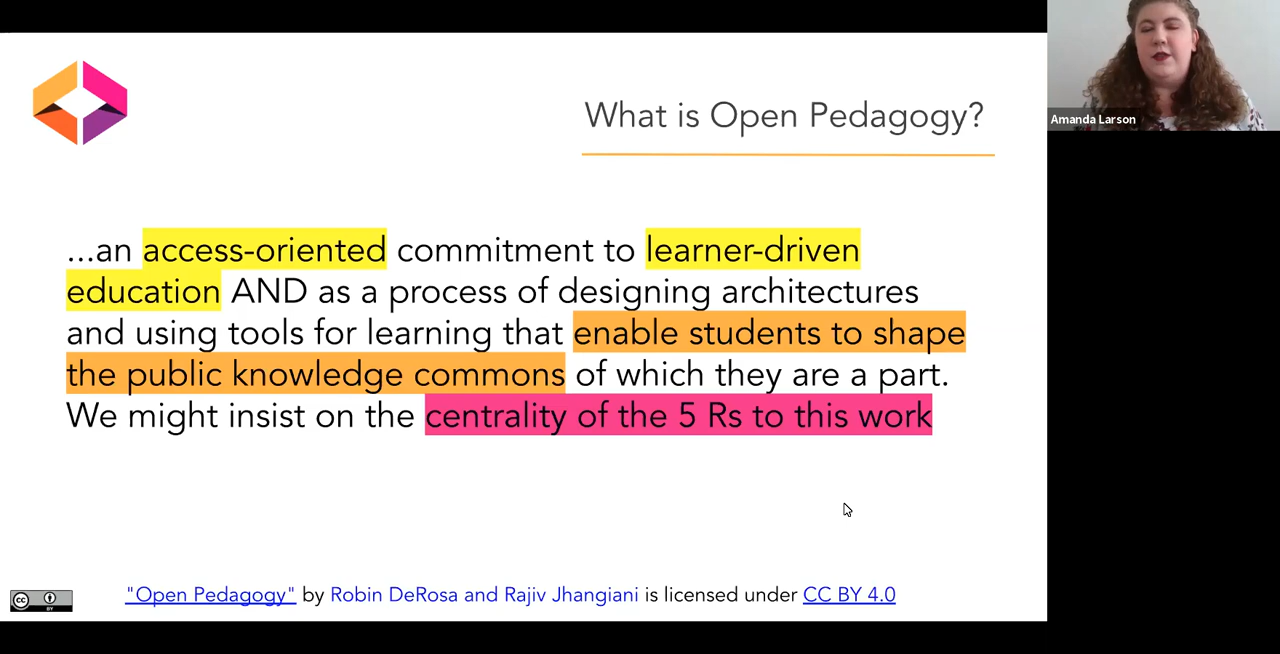 What is Open Pedagogy?
Amanda Larson
...an access-oriented commitment to learner-driven
education AND as a process of designing architectures
and using tools for learning that enable students to shape
the public knowledge commons of which they are a part.
We might insist on the centrality of the 5 Rs to this work
cc BY
"Open Pedagogy" by Robin DeRosa and Rajiv Jhangiani is licensed under CC BY 4.0